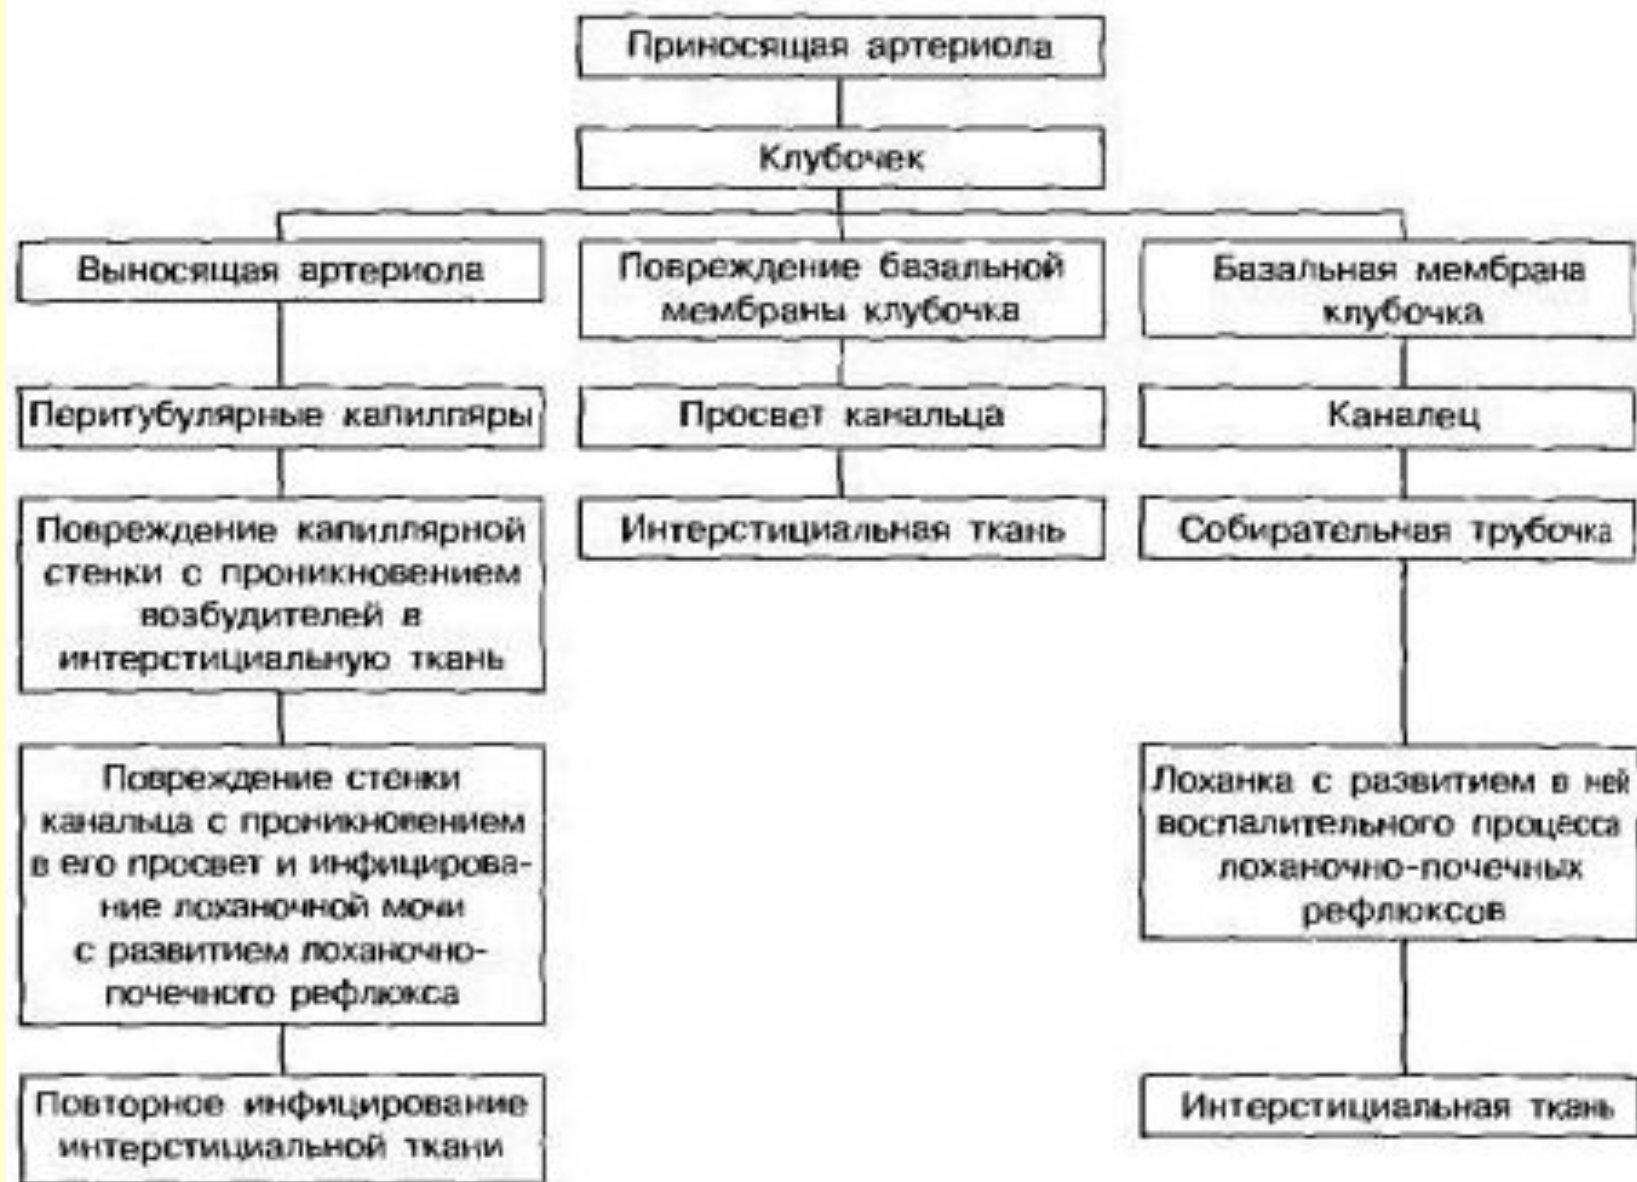 Приносящая артериола
Клубочек
Выносящая артериола
Перитубулярные капилляры
Повреждение капиллярной
стенки с проникновением
возбудителей в
интерстициальную ткань
Повреждение стенки
канальца с проникновением
в его просвет и инфицирова-
ние лоханочной мочи
с развитием лоханочно-
почечного рефлюкса
Повторное инфицирование
интерстициальной ткани
Повреждение базальной
мембраны клубочка
Просвет канальца
Интерстициальная ткань
Базальная мембрана
клубочка
Каналец
Собирательная трубочка
Лоханка с развитием в ней
воспалительного процесса
лоханочно-почечных
рефлюксов
Интерстициальная ткань